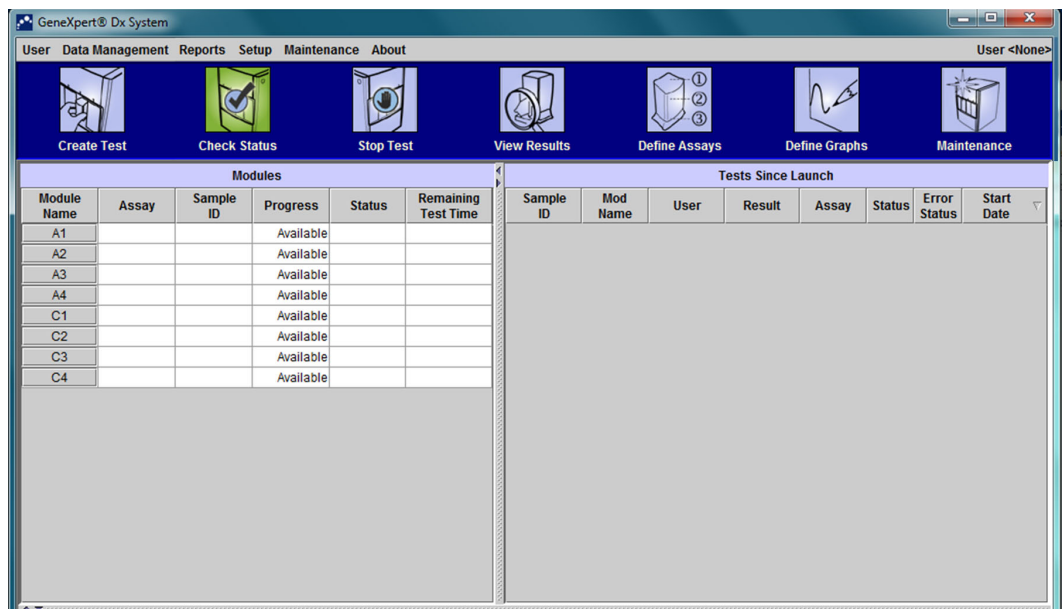 GeneXpert® Dx System
User Data Management Reports Setup Maintenance About User <None>
Create Test Check Status Stop Test View Results Define Assays Define Graphs Maintenance
1
2
3
Modules Tests Since Launch
Module Name Assay Sample ID Progress Status Remaining Test Time Sample ID Mod Name User Result Assay Status Error Status Start Date
A1 Available
A2 Available
A3 Available
A4 Available
C1 Available
C2 Available
C3 Available
C4 Available